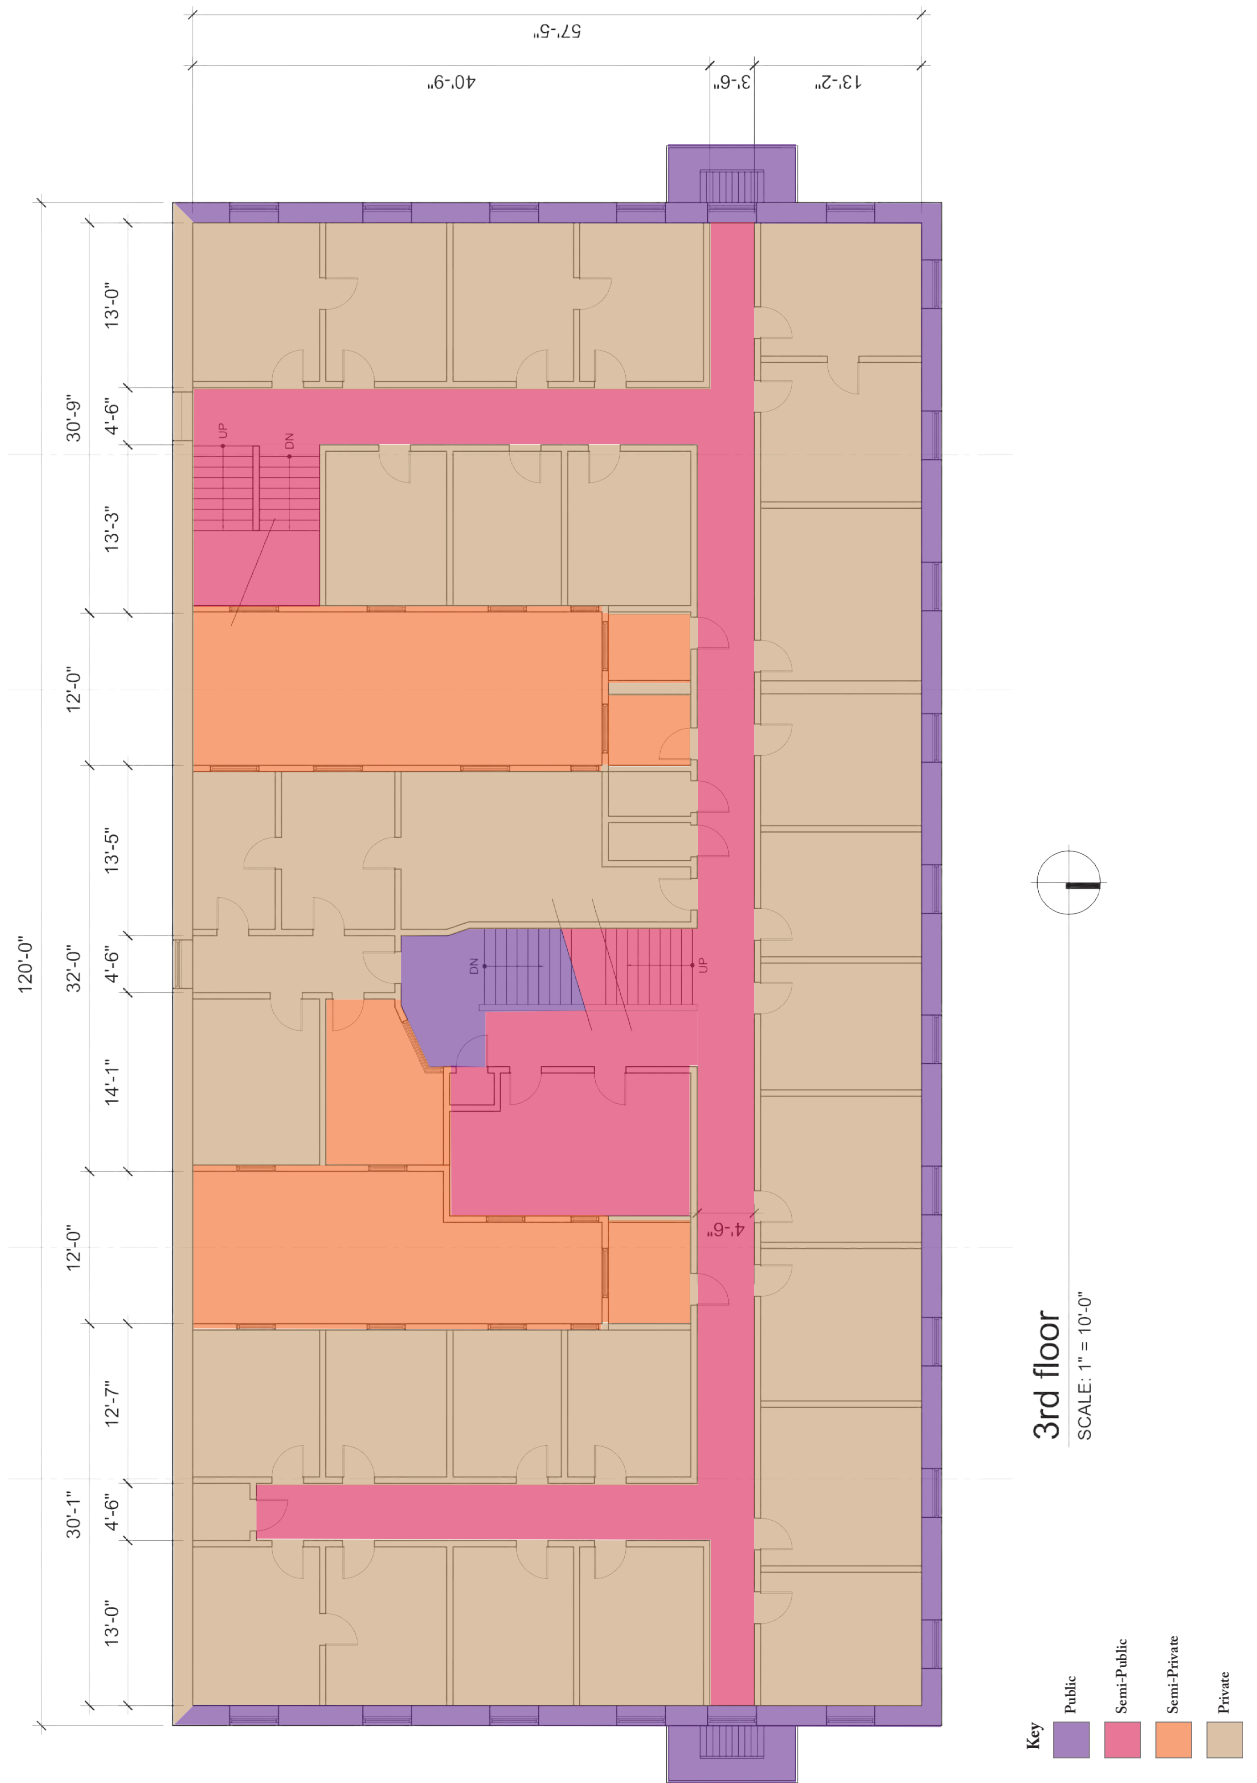 57'-5"
40'-9"
3'-6"
13'-2"
120'-0"
30'-9"
12'-0"
32'-0"
12'-0"
30'-1"
13'-0"
4'-6"
13'-3"
13'-5"
4'-6"
14'-1"
12'-7"
4'-6"
13'-0"
UP
DN
DN
UP
4'-6"
3rd floor
SCALE: 1" = 10'-0"
Key
Public
Semi-Public
Semi-Private
Private